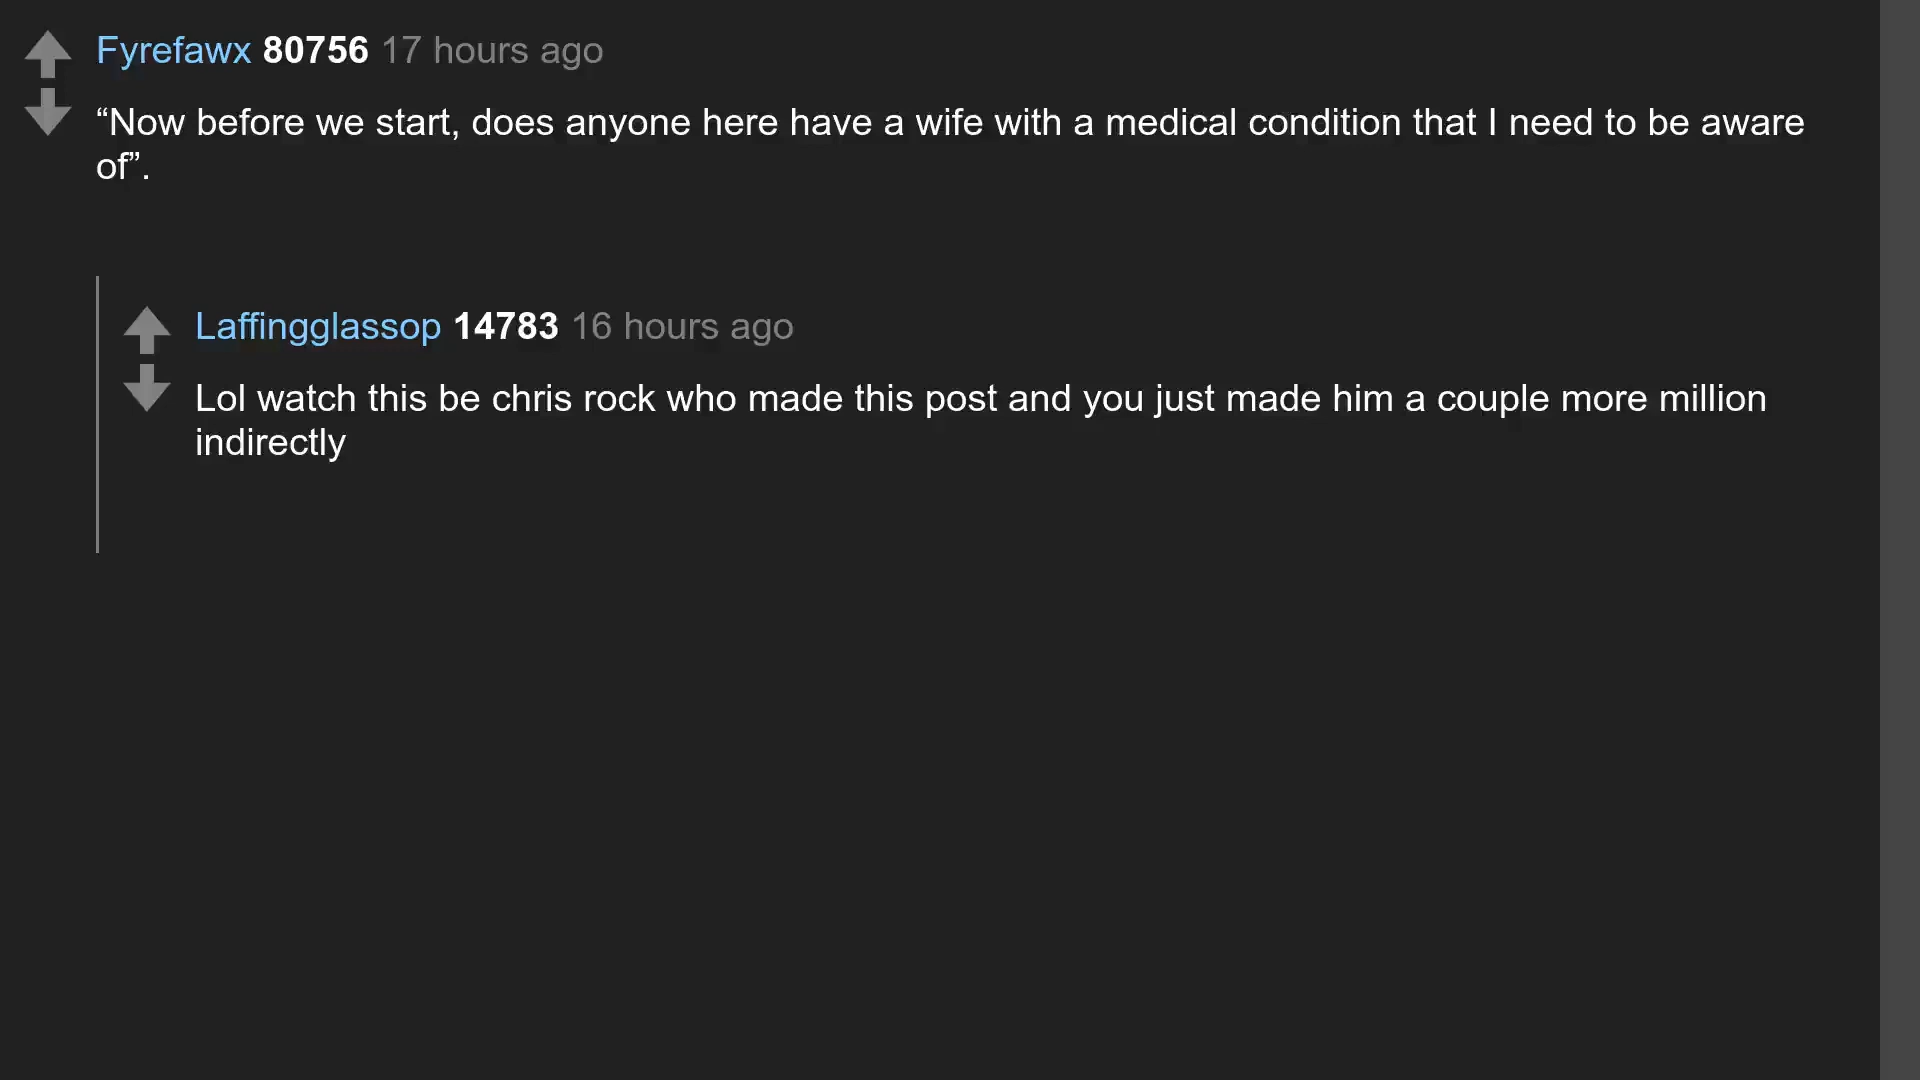 Fyrefawx 80756 17 hours ago
“Now before we start, does anyone here have a wife with a medical condition that I need to be aware
of”.
Laffingglassop 14783 16 hours ago
Lol watch this be chris rock who made this post and you just made him a couple more million
indirectly